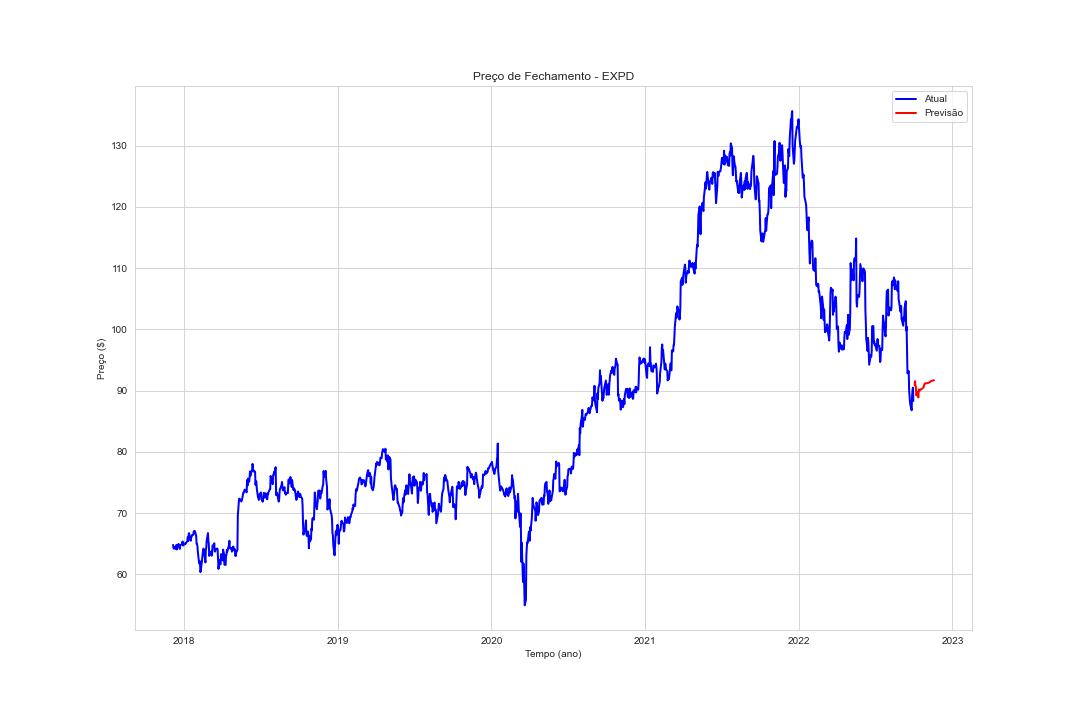 Preço de Fechamento - EXPD
Atual
Previsão
130
120
110
100
90
80
70
60
Preço ($)
2018
2019
2020
2021
2022
2023
Tempo (ano)